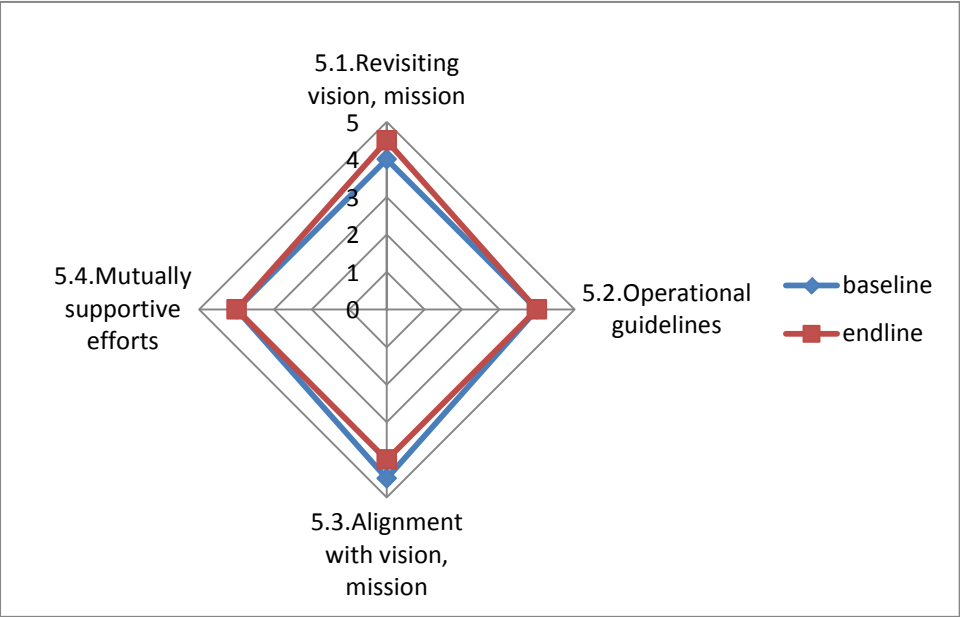 5.1.Revisiting
vision, mission
5
4
3
2
1
0
5.4.Mutually
supportive
efforts
5.2.Operational
guidelines
baseline
endline
5.3.Alignment
with vision,
mission